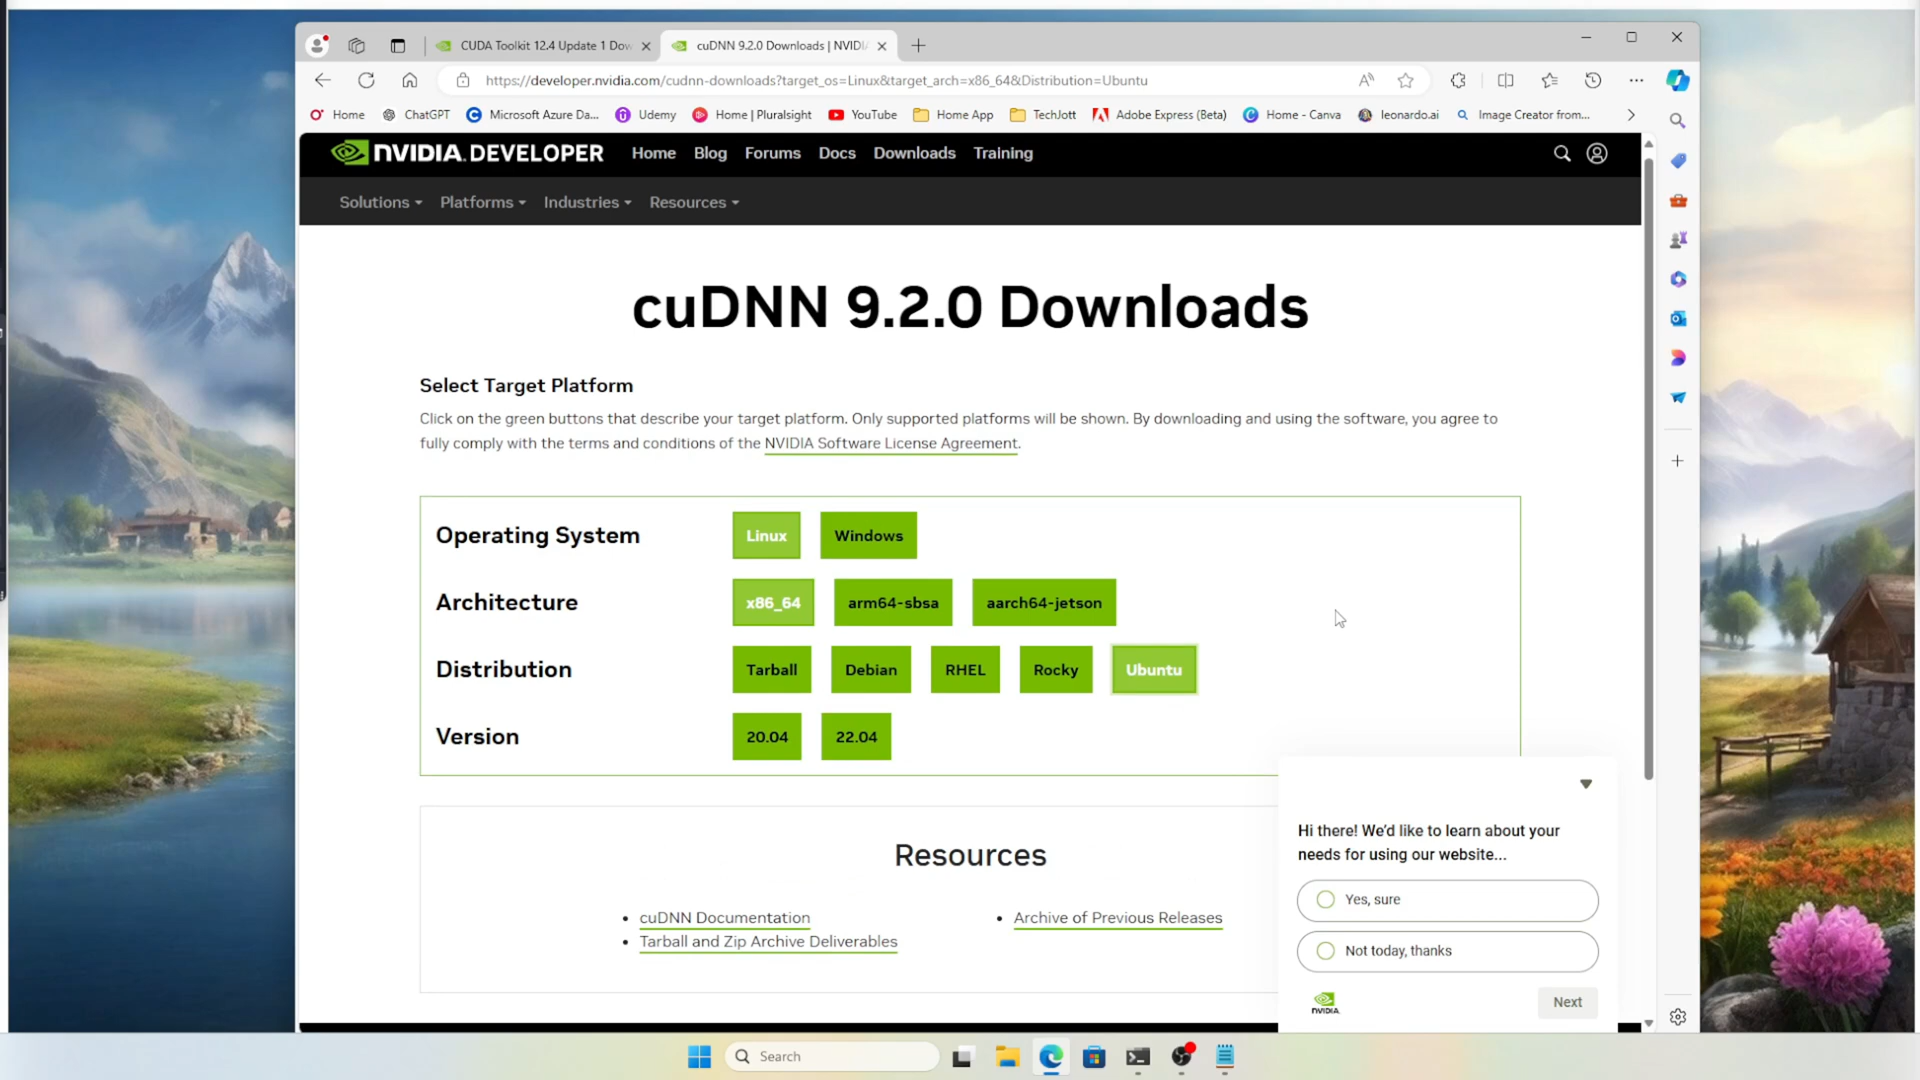 CUDA Toolkit 12.4 Update 1 Dow
cuDNN 9.2.0 Downloads | NVIDI
https://developer.nvidia.com/cudnn-downloads?target_os=Linux&target_arch=x86_64&Distribution=Ubuntu
Home ChatGPT Microsoft Azure Da... Udemy Home | Pluralsight YouTube Home App TechJott Adobe Express (Beta) Home - Canva leonardo.ai Image Creator from...
NVIDIA. DEVELOPER Home Blog Forums Docs Downloads Training
Solutions Platforms Industries Resources
cuDNN 9.2.0 Downloads
Select Target Platform
Click on the green buttons that describe your target platform. Only supported platforms will be shown. By downloading and using the software, you agree to
fully comply with the terms and conditions of the NVIDIA Software License Agreement.
Operating System Linux Windows
Architecture x86_64 arm64-sbsa aarch64-jetson
Distribution Tarball Debian RHEL Rocky Ubuntu
Version 20.04 22.04
Resources
cuDNN Documentation
Tarball and Zip Archive Deliverables
Archive of Previous Releases
Hi there! We'd like to learn about your
needs for using our website...
Yes, sure
Not today, thanks
NVIDIA.
Next
Search